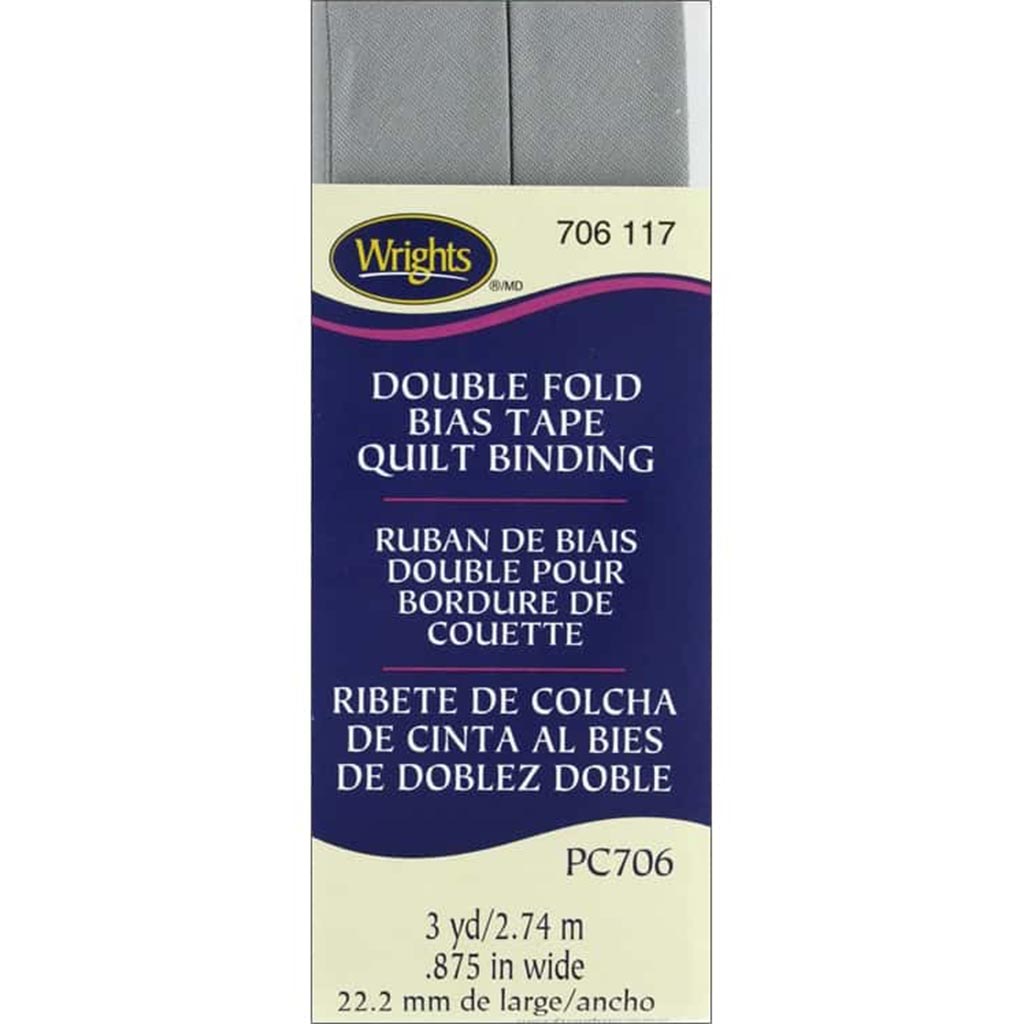 Wrights
®/MD
706 117
DOUBLE FOLD
BIAS TAPE
QUILT BINDING
RUBAN DE BIAIS
DOUBLE POUR
BORDURE DE
COUETTE
RIBETE DE COLCHA
DE CINTA AL BIES
DE DOBLEZ DOBLE
PC706
3 yd/2.74 m
.875 in wide
22.2 mm de large/ancho